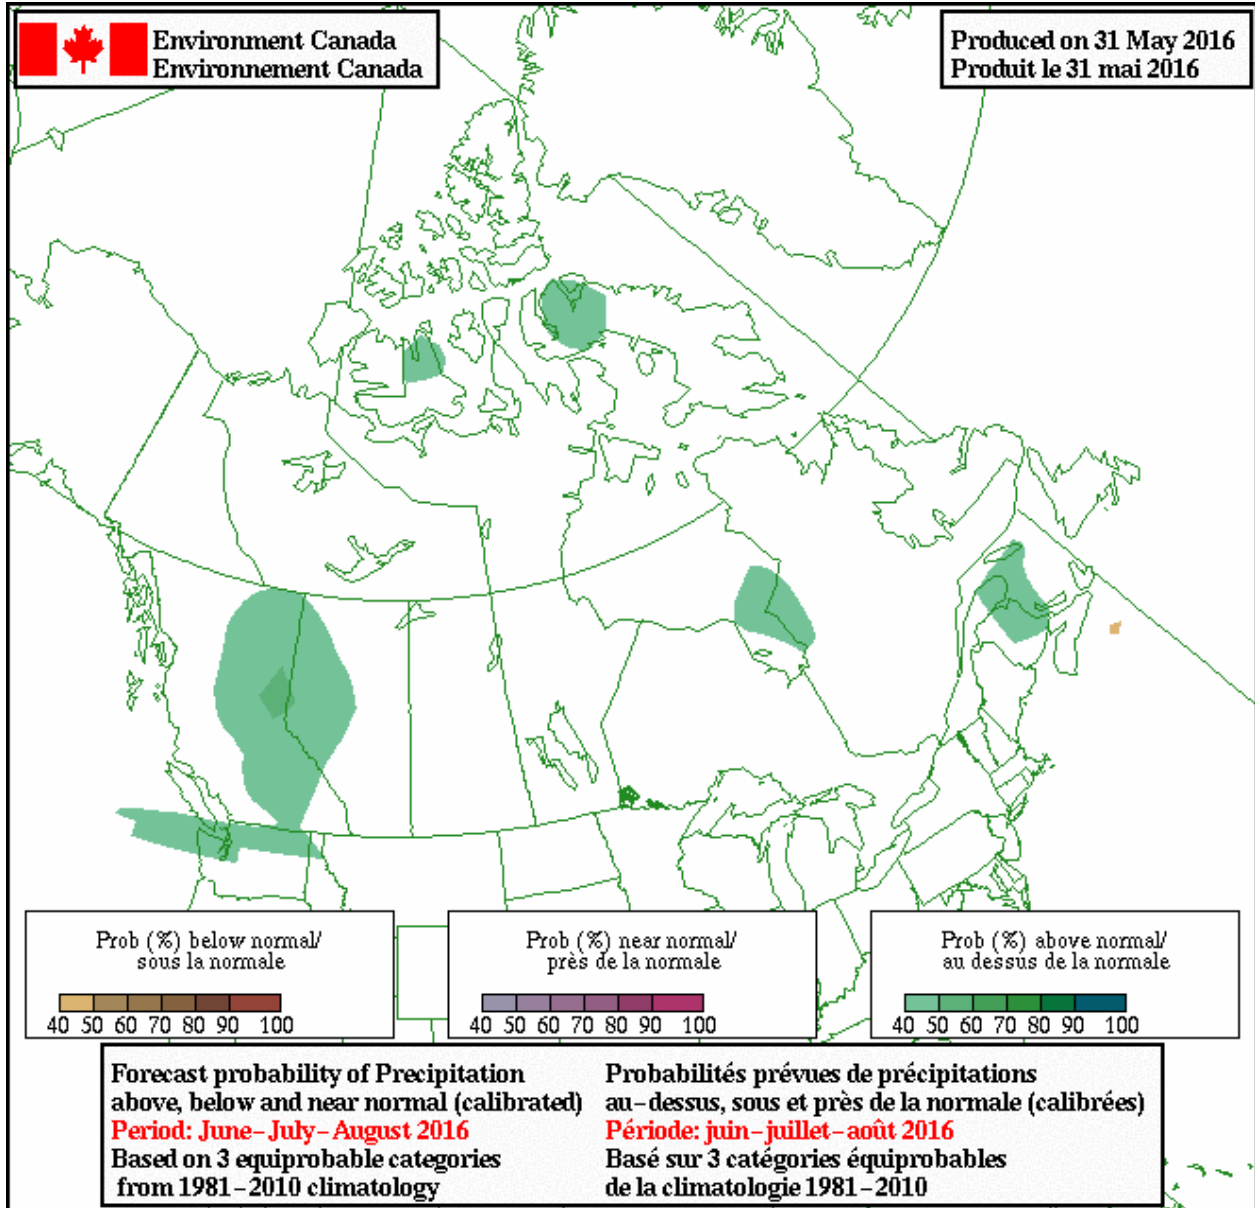 Environment Canada
Environnement Canada
Produced on 31 May 2016
Produit le 31 mai 2016
Prob (%) below normal/
sous la normale
40 50 60 70 80 90 100
Prob (%) near normal/
près de la normale
40 50 60 70 80 90 100
Prob (%) above normal/
au dessus de la normale
40 50 60 70 80 90 100
Forecast probability of Precipitation
above, below and near normal (calibrated)
Period: June-July-August 2016
Based on 3 equiprobable categories
from 1981-2010 climatology
Probabilités prévues de précipitations
au-dessus, sous et près de la normale (calibrées)
Période: juin-juillet-août 2016
Basé sur 3 catégories équiprobables
de la climatologie 1981-2010